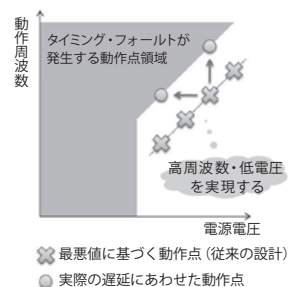 動作周波数
タイミング・フォールトが
発生する動作点領域
高周波数・低電圧
を実現する
電源電圧
最悪値に基づく動作点（従来の設計）
実際の遅延にあわせた動作点